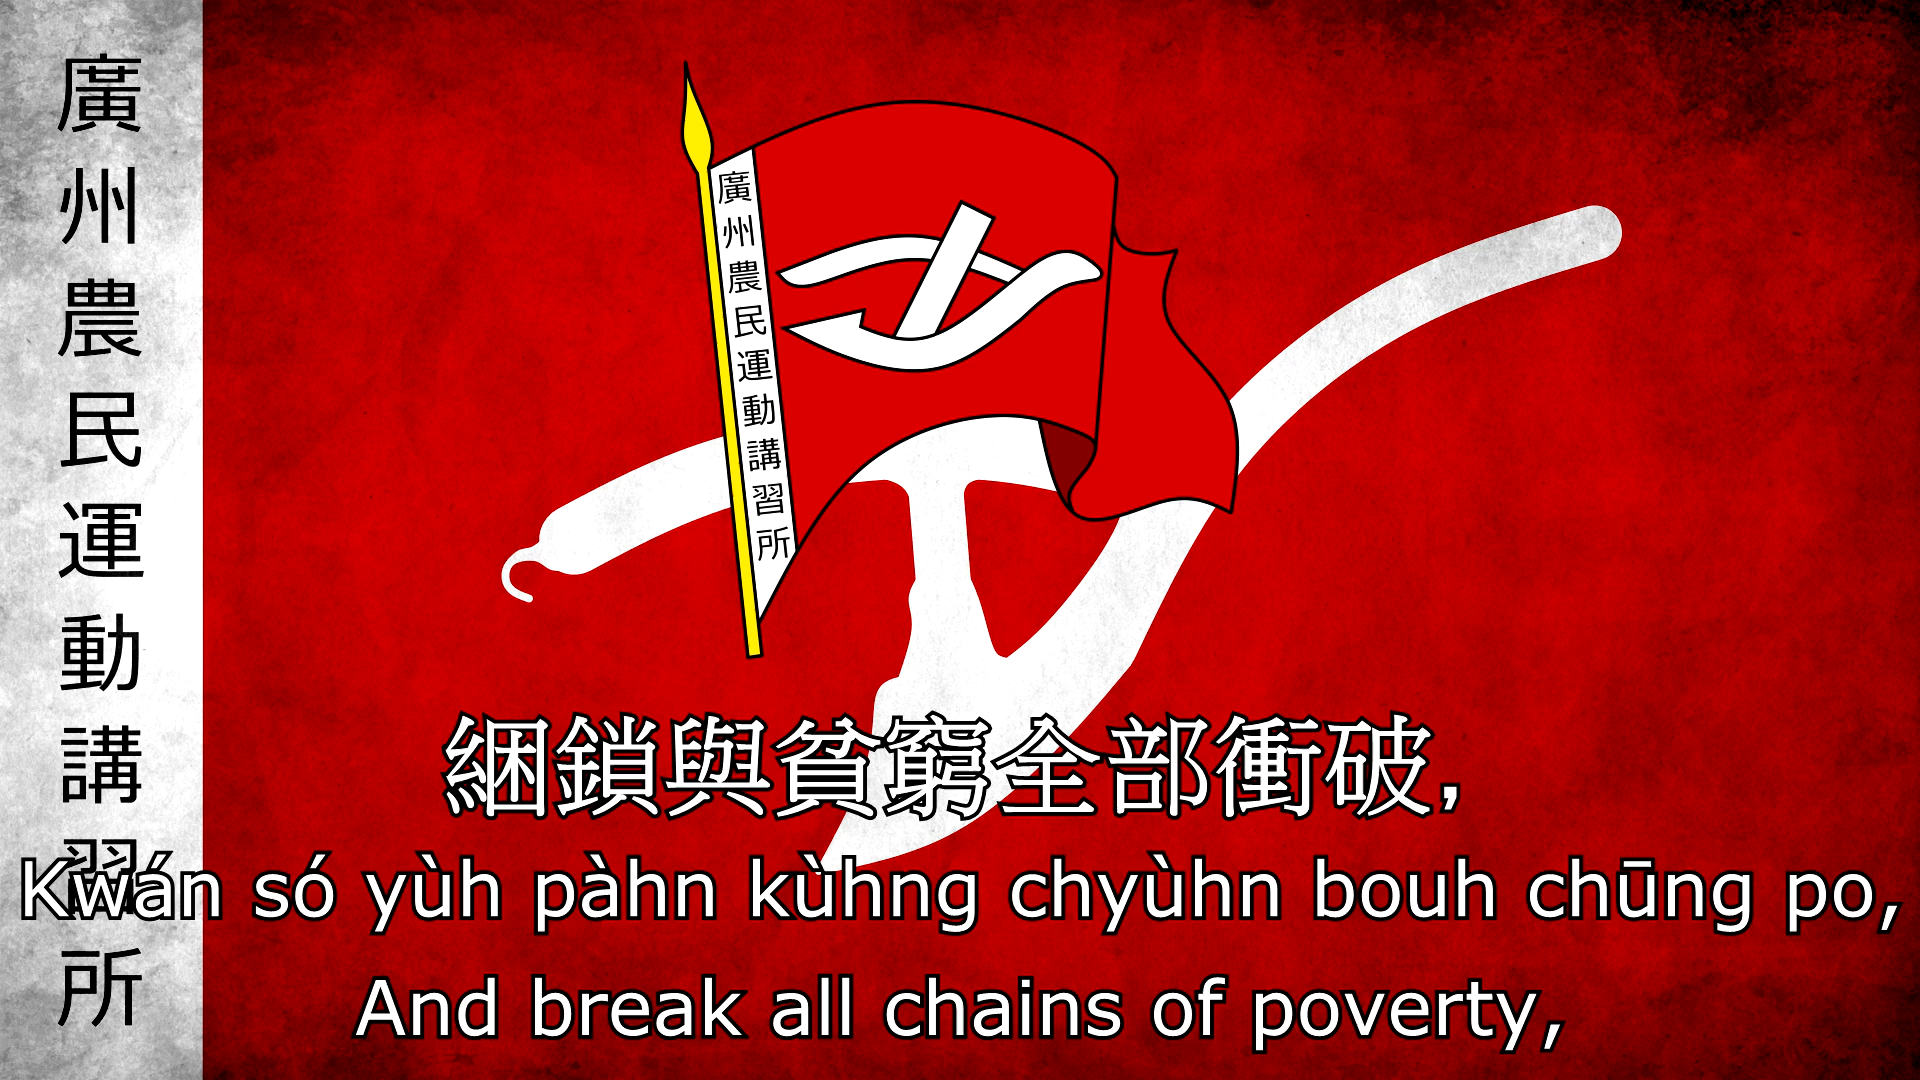 廣州農民運動講習所
廣州農民運動講習所
綑鎖與貧窮全部衝破，
Kwán só yùh pàhn kùhng chyùhn bouh chūng po,
And break all chains of poverty,